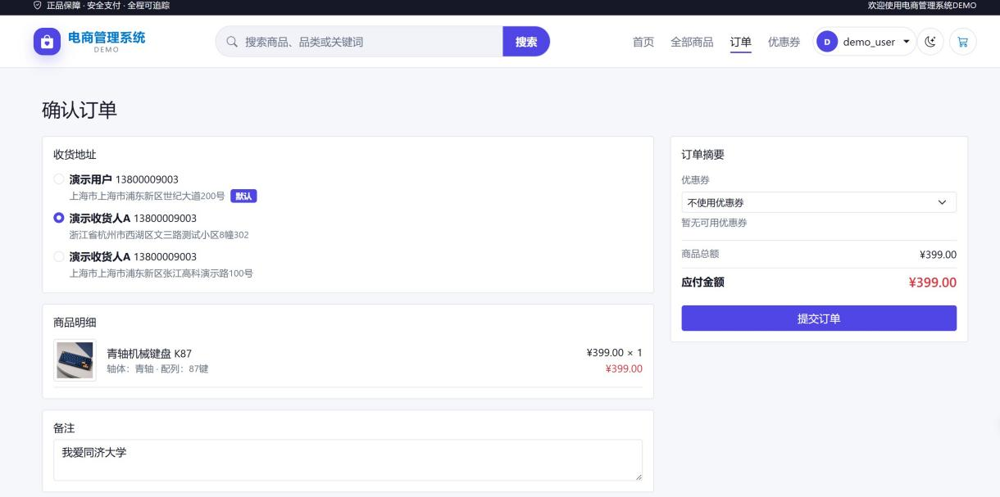 正品保障 · 安全支付 · 全程可追踪
欢迎使用电商管理系统DEMO
电商管理系统
DEMO
搜索商品、品类或关键词
搜索
首页
全部商品
订单
优惠券
D
demo_user
确认订单
收货地址
演示用户 13800009003
上海市上海市浦东新区世纪大道200号 默认
演示收货人A 13800009003
浙江省杭州市西湖区文三路测试小区8幢302
演示收货人A 13800009003
上海市上海市浦东新区张江高科演示路100号
商品明细
青轴机械键盘 K87
轴体：青轴 · 配列：87键
¥399.00 × 1
¥399.00
备注
我爱同济大学
订单摘要
优惠券
不使用优惠券
暂无可用优惠券
商品总额 ¥399.00
应付金额 ¥399.00
提交订单